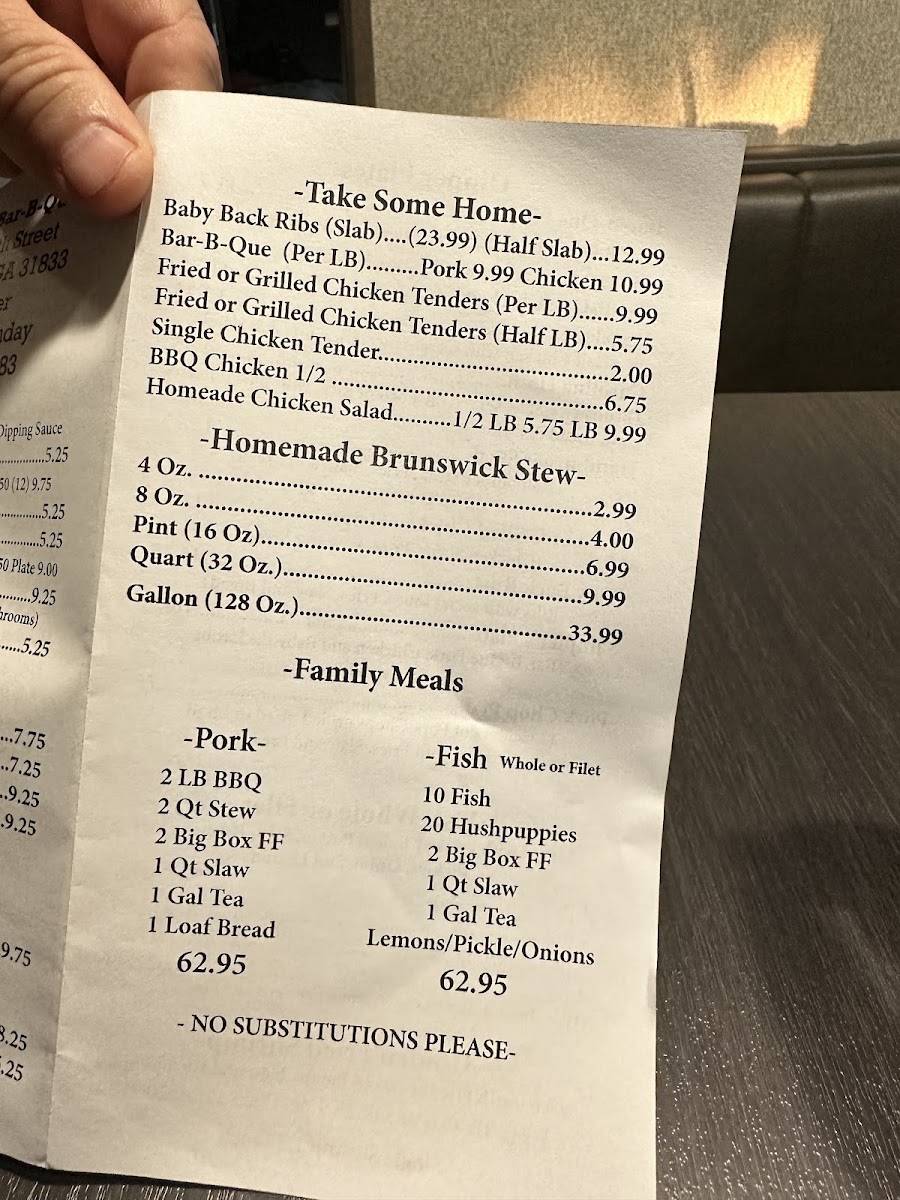 Bar-B-Qu
Street
GA 31833
Dipping Sauce
5.25
50 (12) 9.75
5.25
5.25
50 Plate 9.00
9.25
5.25
7.75
7.25
9.25
9.25
9.75
8.25
.25
-Take Some Home-
Baby Back Ribs (Slab)....(23.99) (Half Slab)...12.99
Bar-B-Que (Per LB).........Pork 9.99 Chicken 10.99
Fried or Grilled Chicken Tenders (Per LB)......9.99
Fried or Grilled Chicken Tenders (Half LB)....5.75
Single Chicken Tender....................................2.00
BBQ Chicken 1/2 ..........................................6.75
Homeade Chicken Salad..........1/2 LB 5.75 LB 9.99
-Homemade Brunswick Stew-
4 Oz. ............................................................2.99
8 Oz. ............................................................4.00
Pint (16 Oz)..................................................6.99
Quart (32 Oz.)..............................................9.99
Gallon (128 Oz.)..........................................33.99
-Family Meals
-Pork-
2 LB BBQ
2 Qt Stew
2 Big Box FF
1 Qt Slaw
1 Gal Tea
1 Loaf Bread
62.95
-Fish Whole or Filet
10 Fish
20 Hushpuppies
2 Big Box FF
1 Qt Slaw
1 Gal Tea
Lemons/Pickle/Onions
62.95
- NO SUBSTITUTIONS PLEASE-